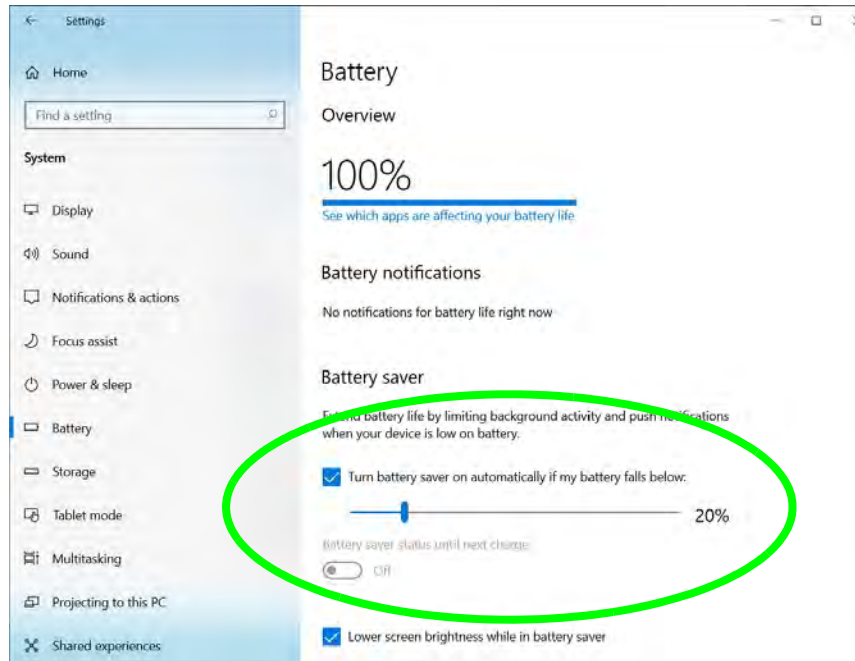 Settings
Home
Find a setting
System
Display
Sound
Notifications & actions
Focus assist
Power & sleep
Battery
Storage
Tablet mode
Multitasking
Projecting to this PC
Shared experiences
Battery
Overview
100%
See which apps are affecting your battery life
Battery notifications
No notifications for battery life right now
Battery saver
Extend battery life by limiting background activity and push notifications
when your device is low on battery.
Turn battery saver on automatically if my battery falls below:
20%
Battery saver status until next charge
Off
Lower screen brightness while in battery saver